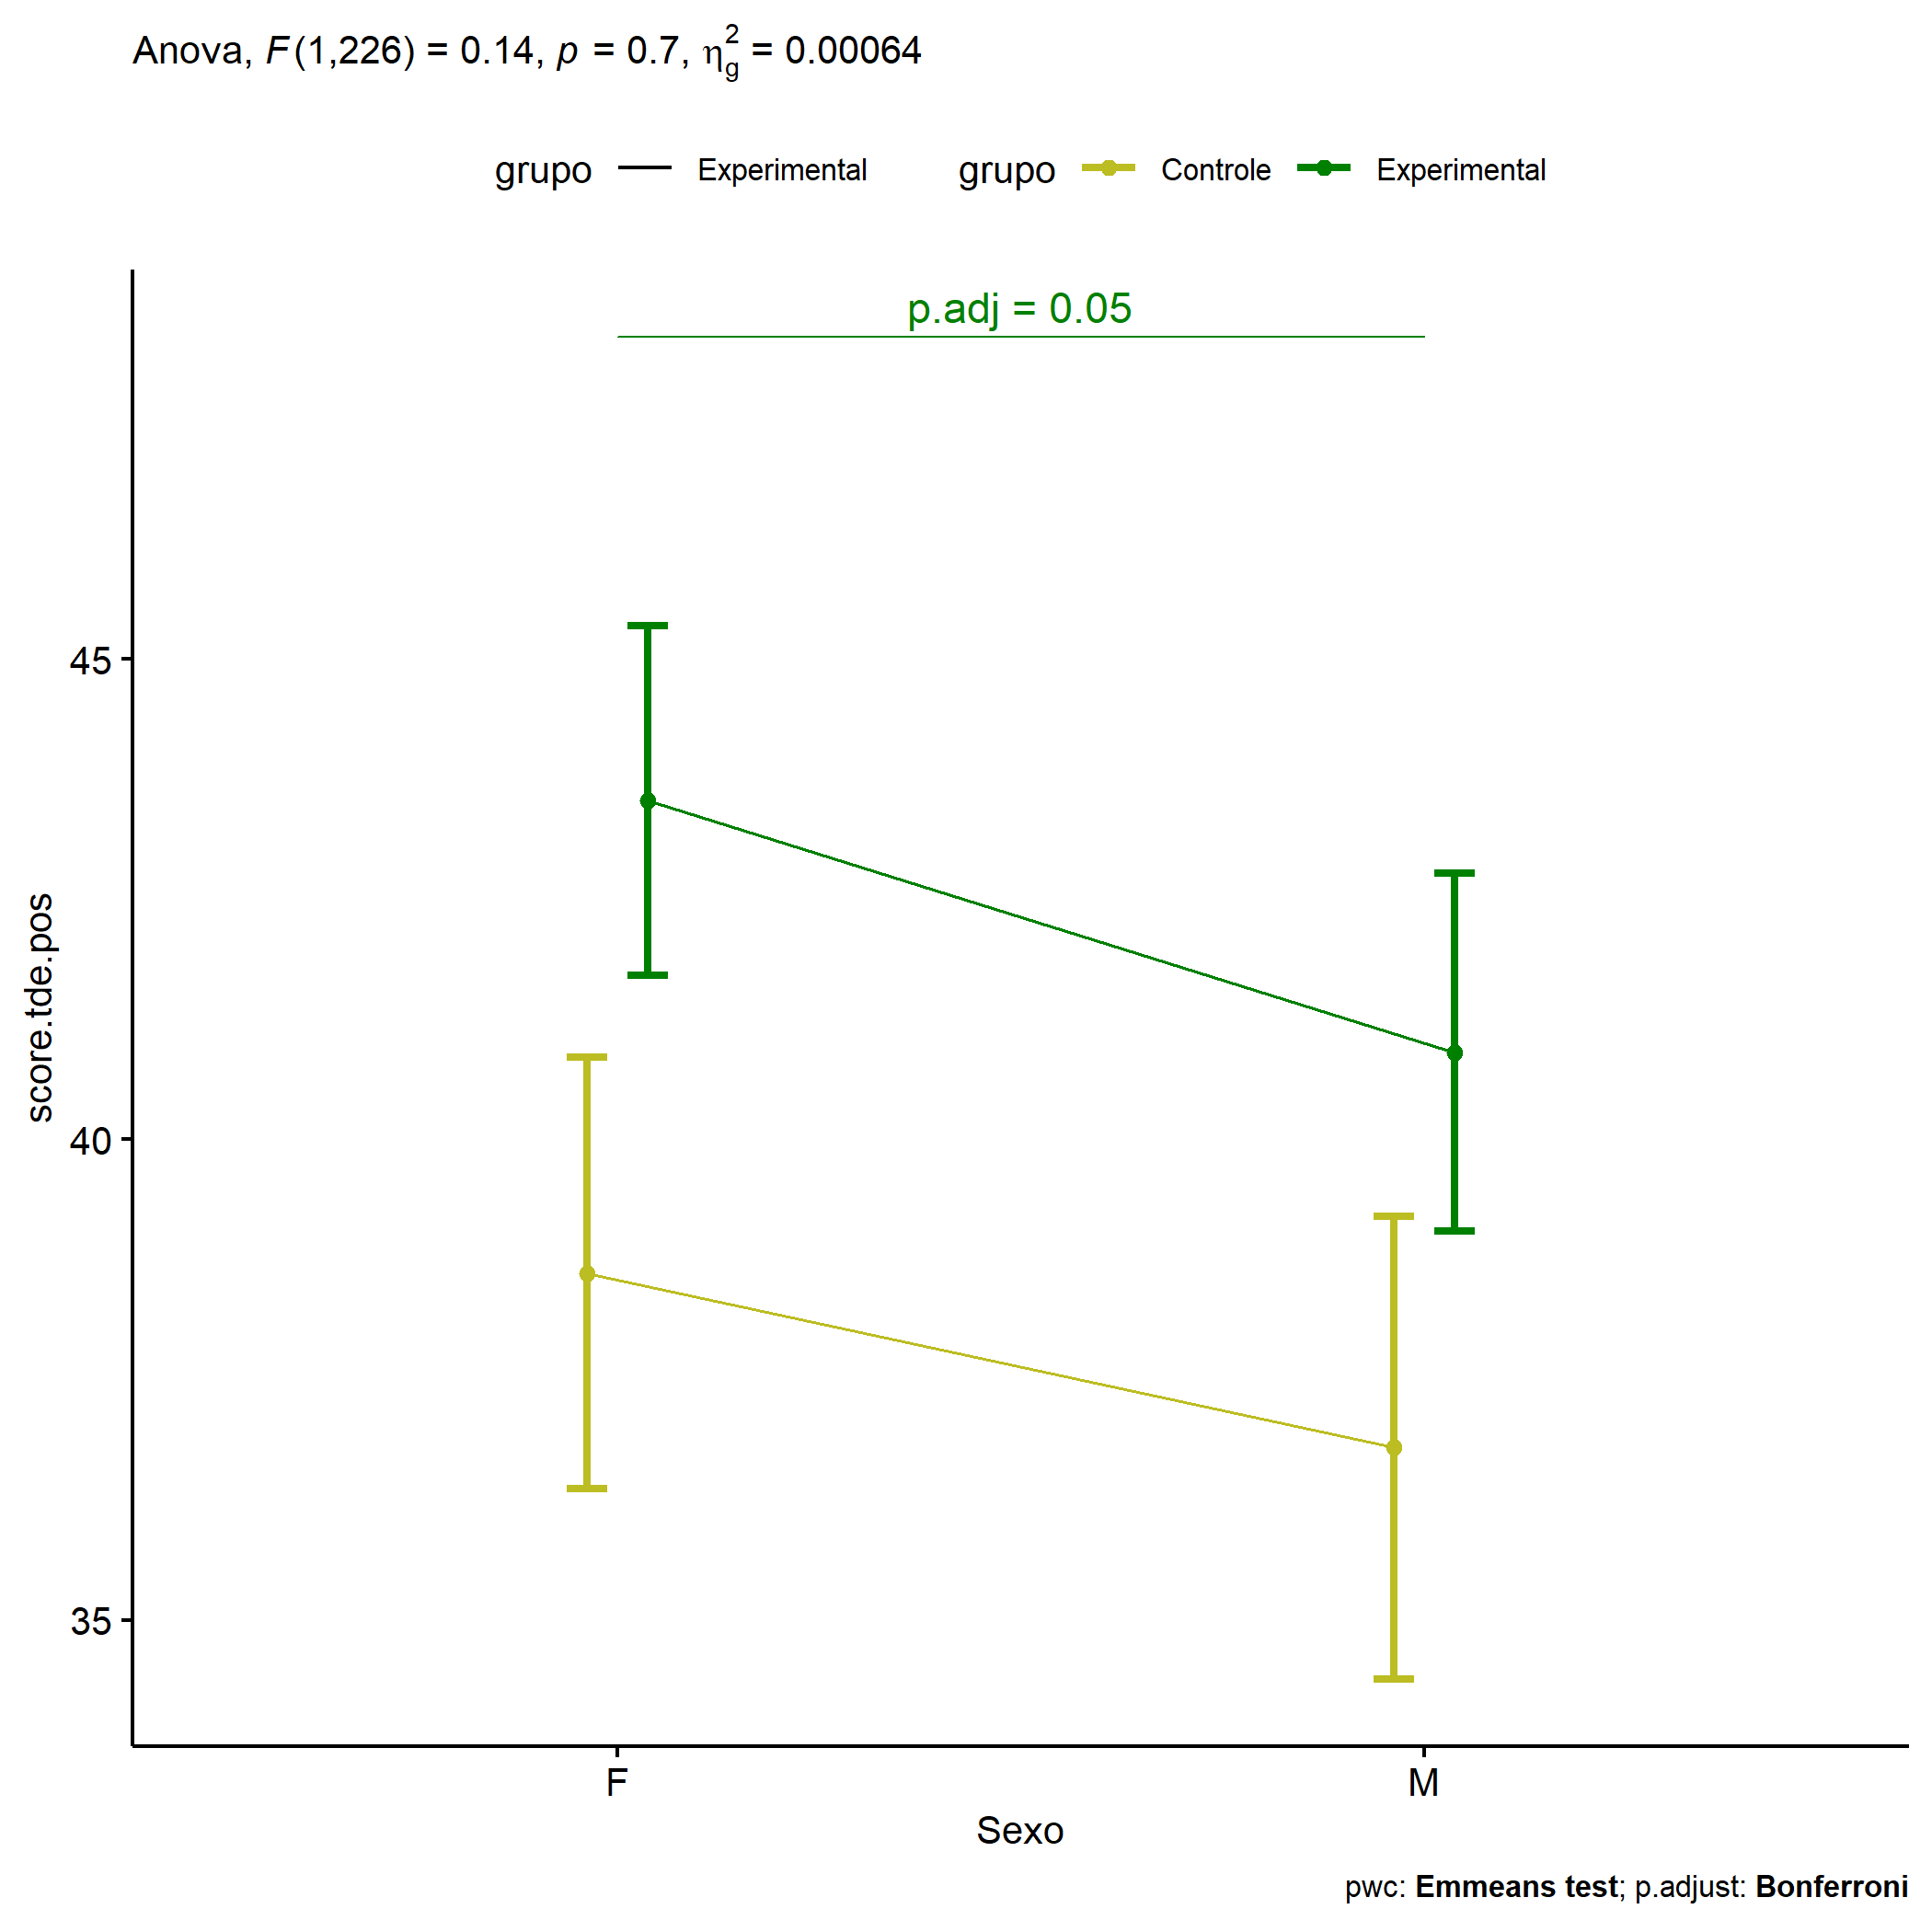 Anova, F(1,226) = 0.14, p = 0.7, η²g = 0.00064
grupo Experimental grupo Controle Experimental
p.adj = 0.05
45
40
35
score.tde.pos
F M
Sexo
pwc: Emmeans test; p.adjust: Bonferroni